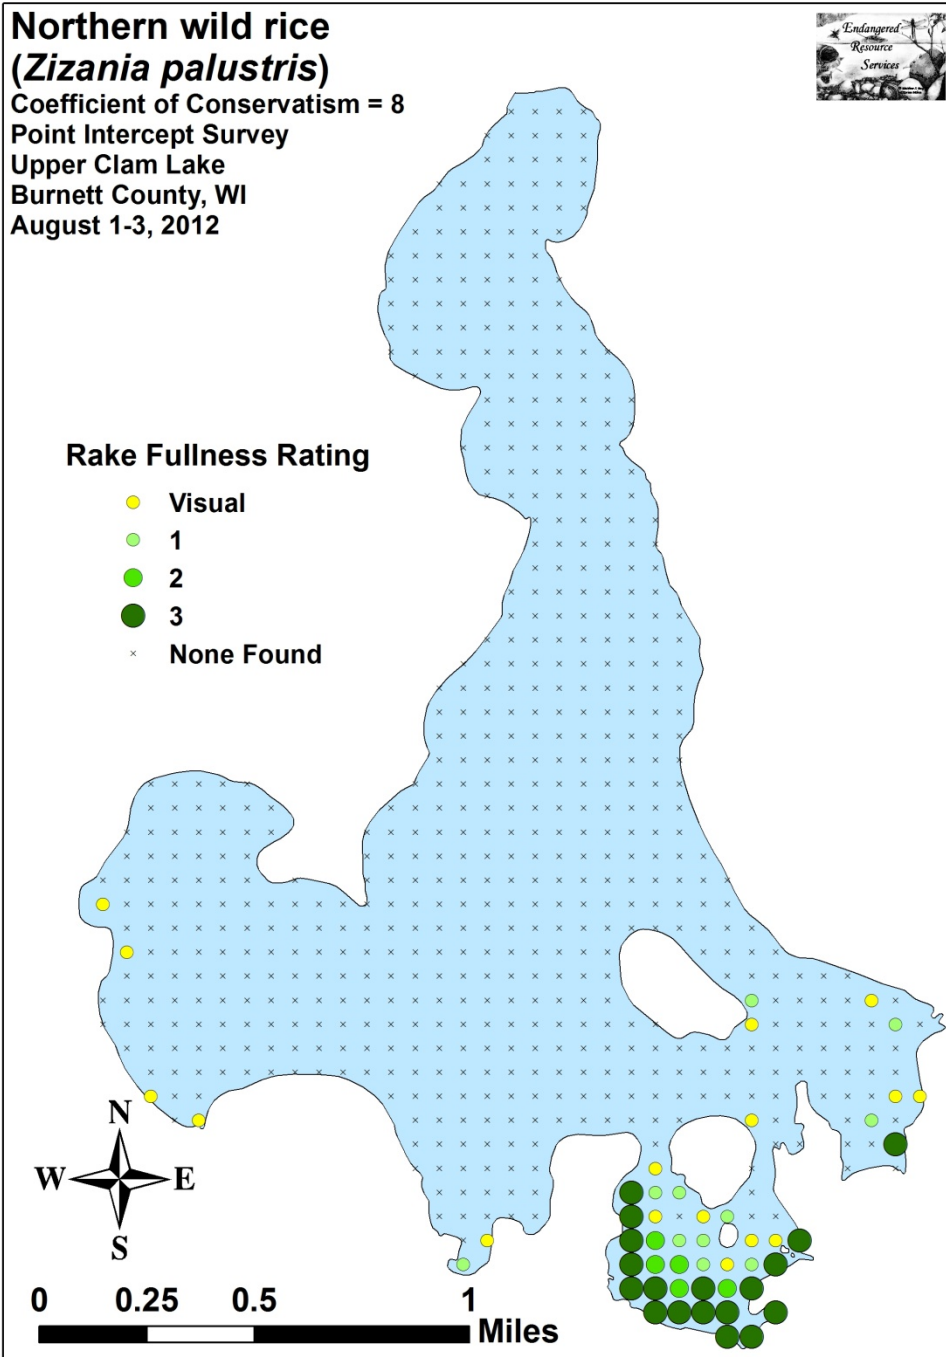 Northern wild rice
(Zizania palustris)
Coefficient of Conservatism = 8
Point Intercept Survey
Upper Clam Lake
Burnett County, WI
August 1-3, 2012
Endangered
Resource
Services
Rake Fullness Rating
Visual
1
2
3
None Found
N
W E
S
0 0.25 0.5 1
Miles